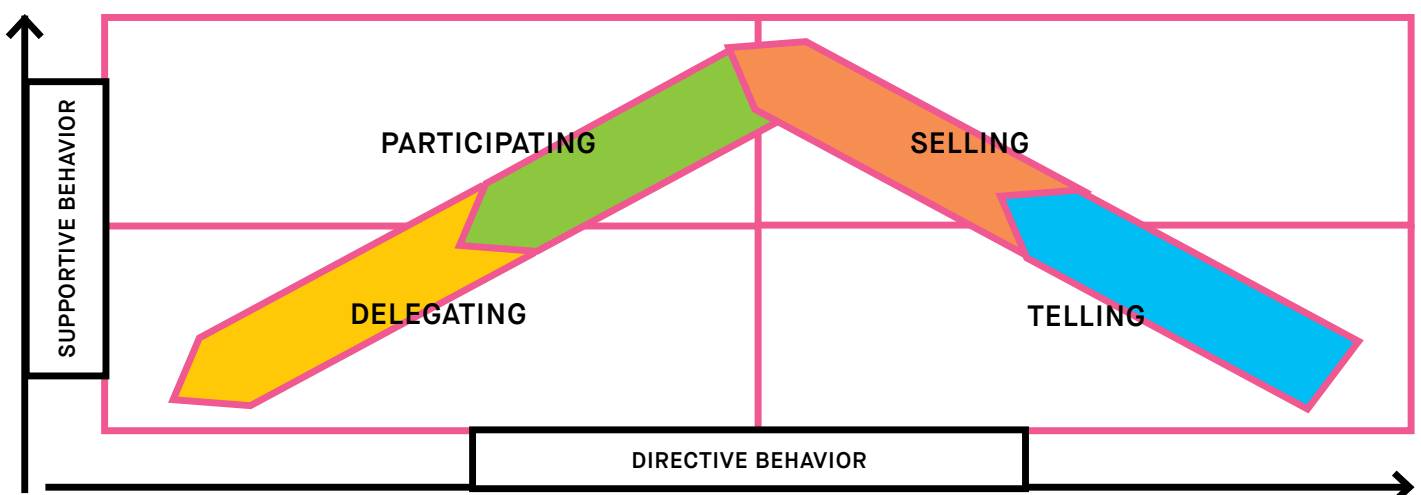 SUPPORTIVE BEHAVIOR
PARTICIPATING
SELLING
DELEGATING
TELLING
DIRECTIVE BEHAVIOR